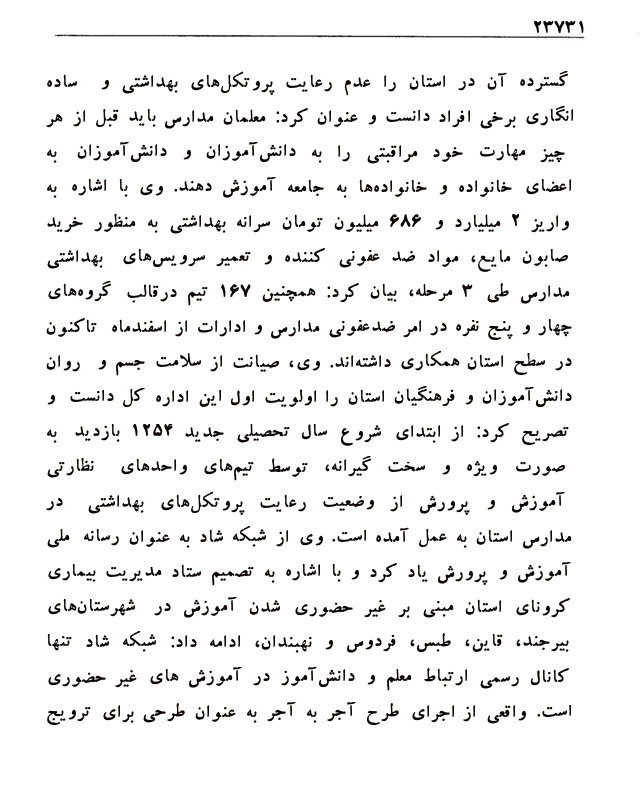 ۲۳۷۳۱
گسترده آن در استان را عدم رعایت پروتکل‌های بهداشتی و ساده
انگاری برخی افراد دانست و عنوان کرد: معلمان مدارس باید قبل از هر
چیز مهارت خود مراقبتی را به دانش‌آموزان و دانش‌آموزان به
اعضای خانواده و خانواده‌ها به جامعه آموزش دهند. وی با اشاره به
واریز ۲ میلیارد و ۶۸۶ میلیون تومان سرانه بهداشتی به منظور خرید
صابون مایع، مواد ضد عفونی کننده و تعمیر سرویس‌های بهداشتی
مدارس طی ۳ مرحله، بیان کرد: همچنین ۱۶۷ تیم درقالب گروه‌های
چهار و پنج نفره در امر ضدعفونی مدارس و ادارات از اسفندماه تاکنون
در سطح استان همکاری داشته‌اند. وی، صیانت از سلامت جسم و روان
دانش‌آموزان و فرهنگیان استان را اولویت اول این اداره کل دانست و
تصریح کرد: از ابتدای شروع سال تحصیلی جدید ۱۲۵۴ بازدید به
صورت ویژه و سخت گیرانه، توسط تیم‌های واحدهای نظارتی
آموزش و پرورش از وضعیت رعایت پروتکل‌های بهداشتی در
مدارس استان به عمل آمده است. وی از شبکه شاد به عنوان رسانه ملی
آموزش و پرورش یاد کرد و با اشاره به تصمیم ستاد مدیریت بیماری
کرونای استان مبنی بر غیر حضوری شدن آموزش در شهرستان‌های
بیرجند، قاین، طبس، فردوس و نهبندان، ادامه داد: شبکه شاد تنها
کانال رسمی ارتباط معلم و دانش‌آموز در آموزش های غیر حضوری
است. واقعی از اجرای طرح آجر به آجر به عنوان طرحی برای ترویج